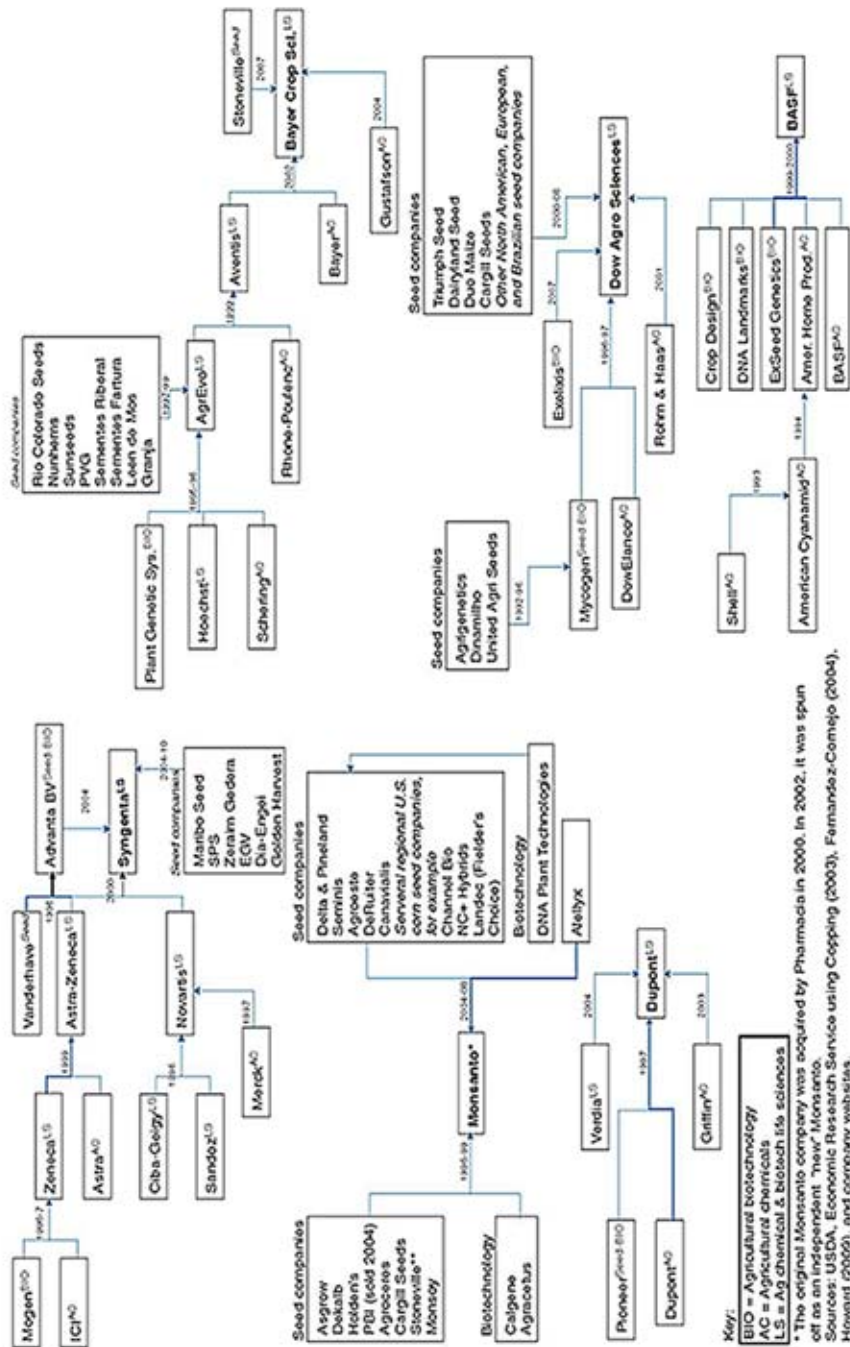 Mogen BIO
ICI AC
1996-7
Zeneca LS
Astra AC
1999
Vanderhave Seed
Astra-Zeneca LS
1996
Advanta BV Seed BIO
2004
Ciba-Geigy LS
Sandoz LS
1996
Novartis LS
Merck AC
1997
2000
Syngenta LS
2004-10
Seed companies
Maribo Seed
SPS
Zeraim Gedera
EGV
Dia-Engei
Golden Harvest
Seed companies
Asgrow
Dekalb
Holden's
PBI (sold 2004)
Agroceres
Cargill Seeds
Stoneville**
Monsoy
Biotechnology
Calgene
Agracetus
1995-99
Monsanto*
2004-08
Seed companies
Delta & Pineland
Seminis
Agroeste
DeRuiter
Canavialis
Serveral regional U.S.
corn seed companies,
for example
Channel Bio
NC+ Hybrids
Landec (Fielder's
Choice)
Biotechnology
DNA Plant Technologies
Alellyx
Pioneer Seed BIO
Dupont AC
1997
Verdia LS
2004
Dupont LS
2003
Griffin AC
Plant Genetic Sys. BIO
Hoechst LS
Schering AC
1995-96
Seed companies
Rio Colorado Seeds
Nunhems
Sunseeds
PVG
Sementes Riberal
Sementes Fartura
Leen de Mos
Granja
AgrEvo LS
Rhone-Poulenc AC
1999
Aventis LS
Bayer AC
2002
Stoneville Seed
2007
Bayer Crop Sci. LS
2004
Gustafson AC
Seed companies
Agrigenetics
Dinamilho
United Agri Seeds
1992-96
Mycogen Seed BIO
DowElanco AC
1996-97
Exelixis BIO
2007
Seed companies
Triumph Seed
Dairyland Seed
Duo Maize
Cargill Seeds
Other North American, European,
and Brazilian seed companies
2000-08
Dow Agro Sciences LS
2001
Rohm & Haas AC
Shell AC
1993
American Cyanamid AC
1994
Crop Design BIO
DNA Landmarks BIO
ExSeed Genetics BIO
Amer. Home Prod. AC
BASF AC
1999-2000
BASF LS
Key:
BIO = Agricultural biotechnology
AC = Agricultural chemicals
LS = Ag chemical & biotech life sciences
* The original Monsanto company was acquired by Pharmacia in 2000. In 2002, it was spun
off as an independent "new" Monsanto.
Sources: USDA, Economic Research Service using Copping (2003), Fernandez-Cornejo (2004),
Howard (2009), and company websites.